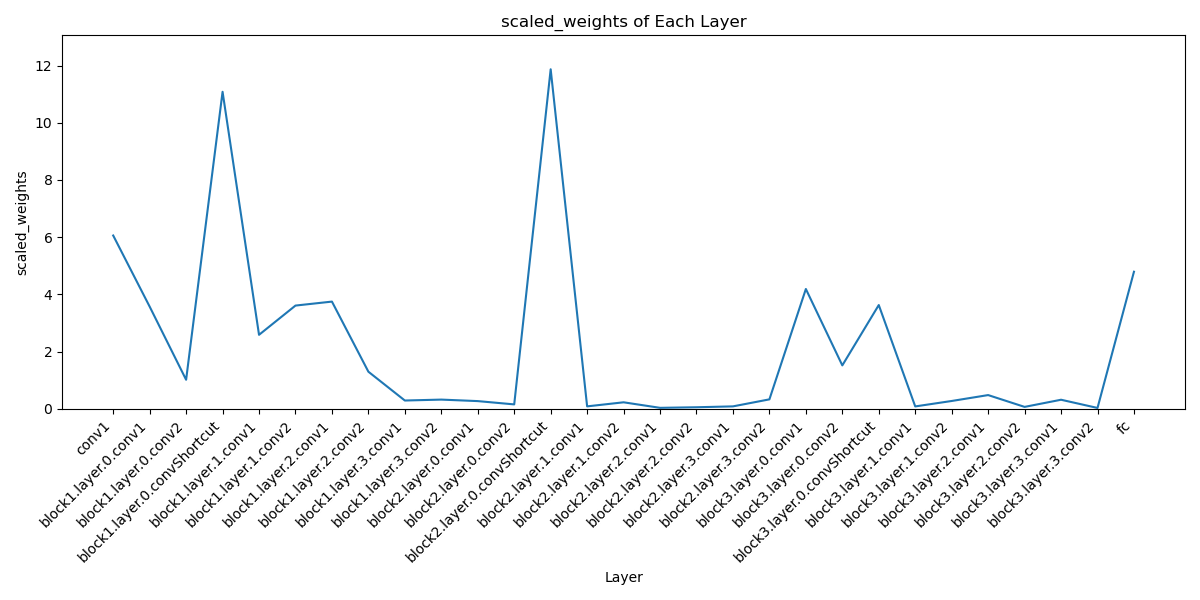 scaled_weights of Each Layer
scaled_weights
12
10
8
6
4
2
0
conv1
block1.layer.0.conv1
block1.layer.0.conv2
block1.layer.0.convShortcut
block1.layer.1.conv1
block1.layer.1.conv2
block1.layer.2.conv1
block1.layer.2.conv2
block1.layer.3.conv1
block1.layer.3.conv2
block2.layer.0.conv1
block2.layer.0.conv2
block2.layer.0.convShortcut
block2.layer.1.conv1
block2.layer.1.conv2
block2.layer.2.conv1
block2.layer.2.conv2
block2.layer.3.conv1
block2.layer.3.conv2
block3.layer.0.conv1
block3.layer.0.conv2
block3.layer.0.convShortcut
block3.layer.1.conv1
block3.layer.1.conv2
block3.layer.2.conv1
block3.layer.2.conv2
block3.layer.3.conv1
block3.layer.3.conv2
fc
Layer